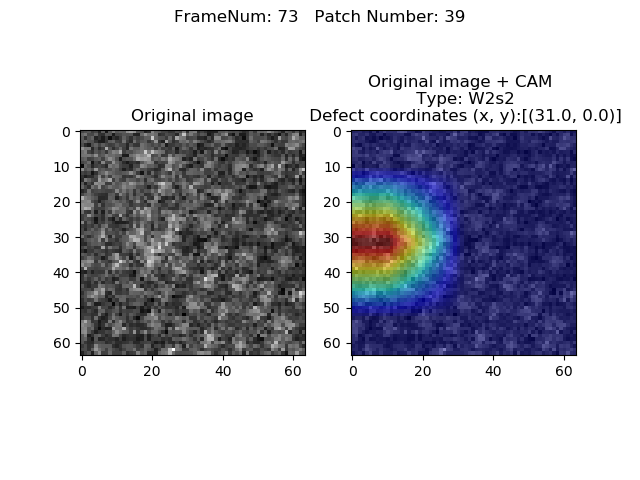 FrameNum: 73   Patch Number: 39
Original image
Original image + CAM
Type: W2s2
Defect coordinates (x, y):[(31.0, 0.0)]
0
10
20
30
40
50
60
0 20 40 60
0
10
20
30
40
50
60
0 20 40 60